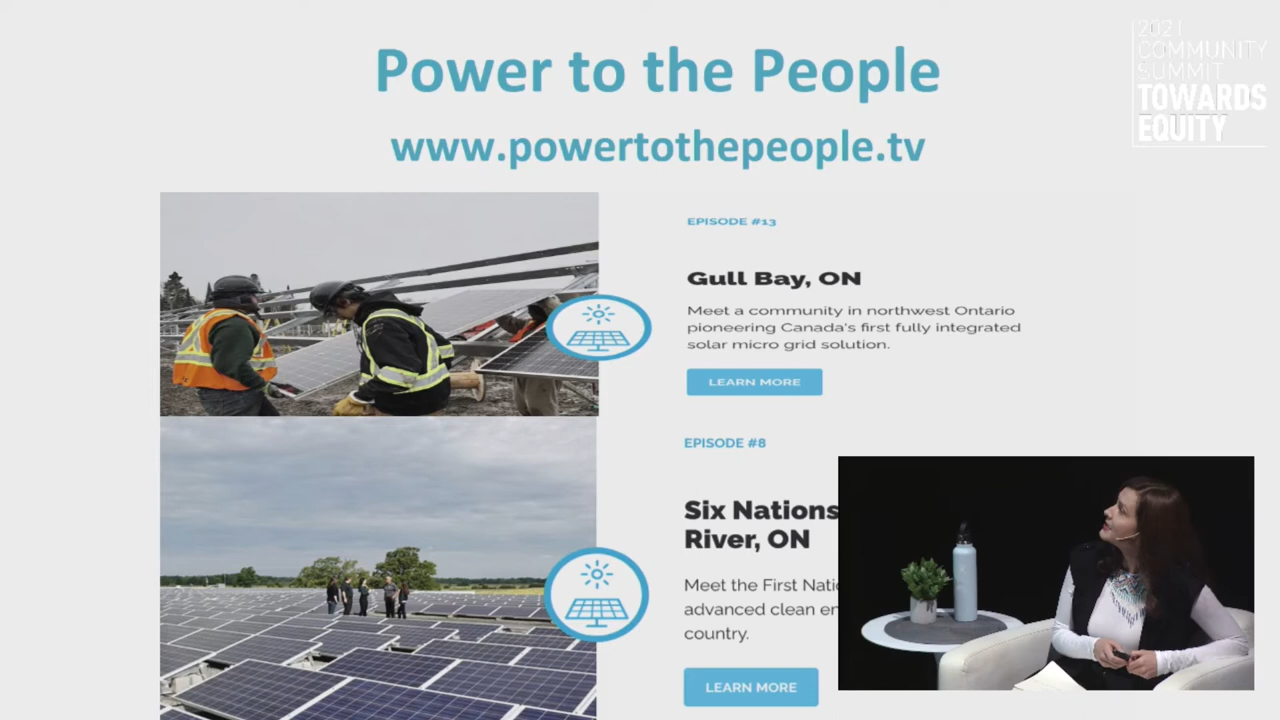 Power to the People
www.powertothepeople.tv
2021
COMMUNITY
SUMMIT
TOWARDS
EQUITY
EPISODE #13
Gull Bay, ON
Meet a community in northwest Ontario
pioneering Canada's first fully integrated
solar micro grid solution.
LEARN MORE
EPISODE #8
Six Nations
River, ON
Meet the First
advanced clean
country.
LEARN MORE